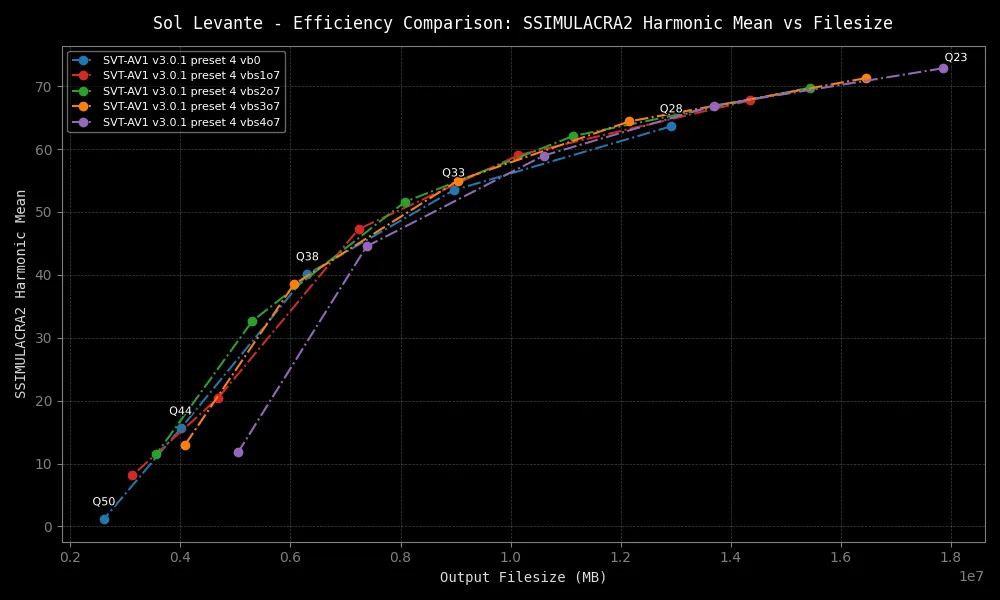 Sol Levante - Efficiency Comparison: SSIMULACRA2 Harmonic Mean vs Filesize
SVT-AV1 v3.0.1 preset 4 vb0
SVT-AV1 v3.0.1 preset 4 vbs1o7
SVT-AV1 v3.0.1 preset 4 vbs2o7
SVT-AV1 v3.0.1 preset 4 vbs3o7
SVT-AV1 v3.0.1 preset 4 vbs4o7
Q23
Q28
Q33
Q38
Q44
Q50
SSIMULACRA2 Harmonic Mean
70
60
50
40
30
20
10
0
0.2 0.4 0.6 0.8 1.0 1.2 1.4 1.6 1.8
1e7
Output Filesize (MB)